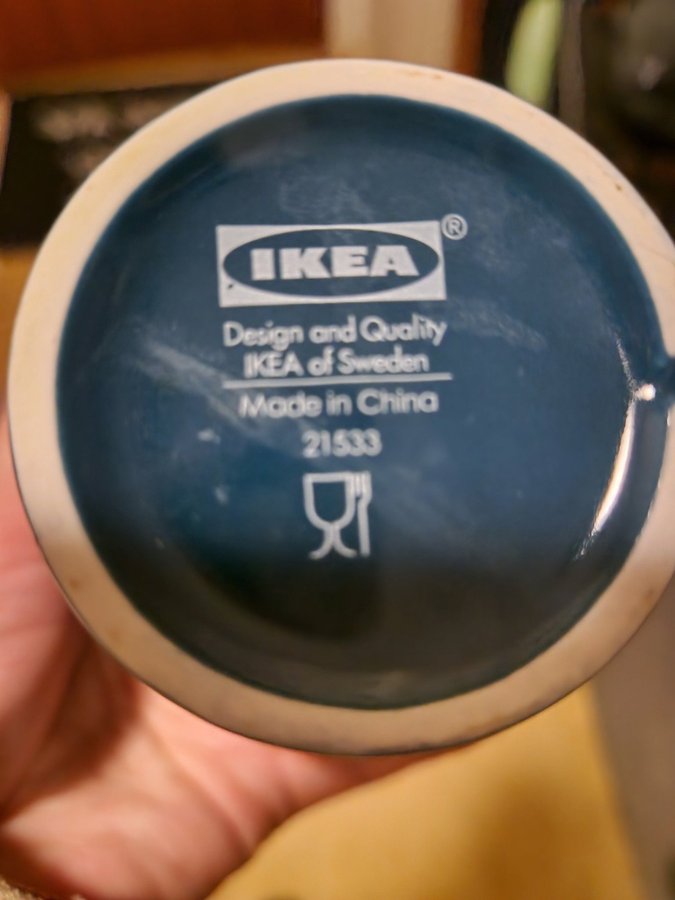 IKEA®
Design and Quality
IKEA of Sweden
Made in China
21533